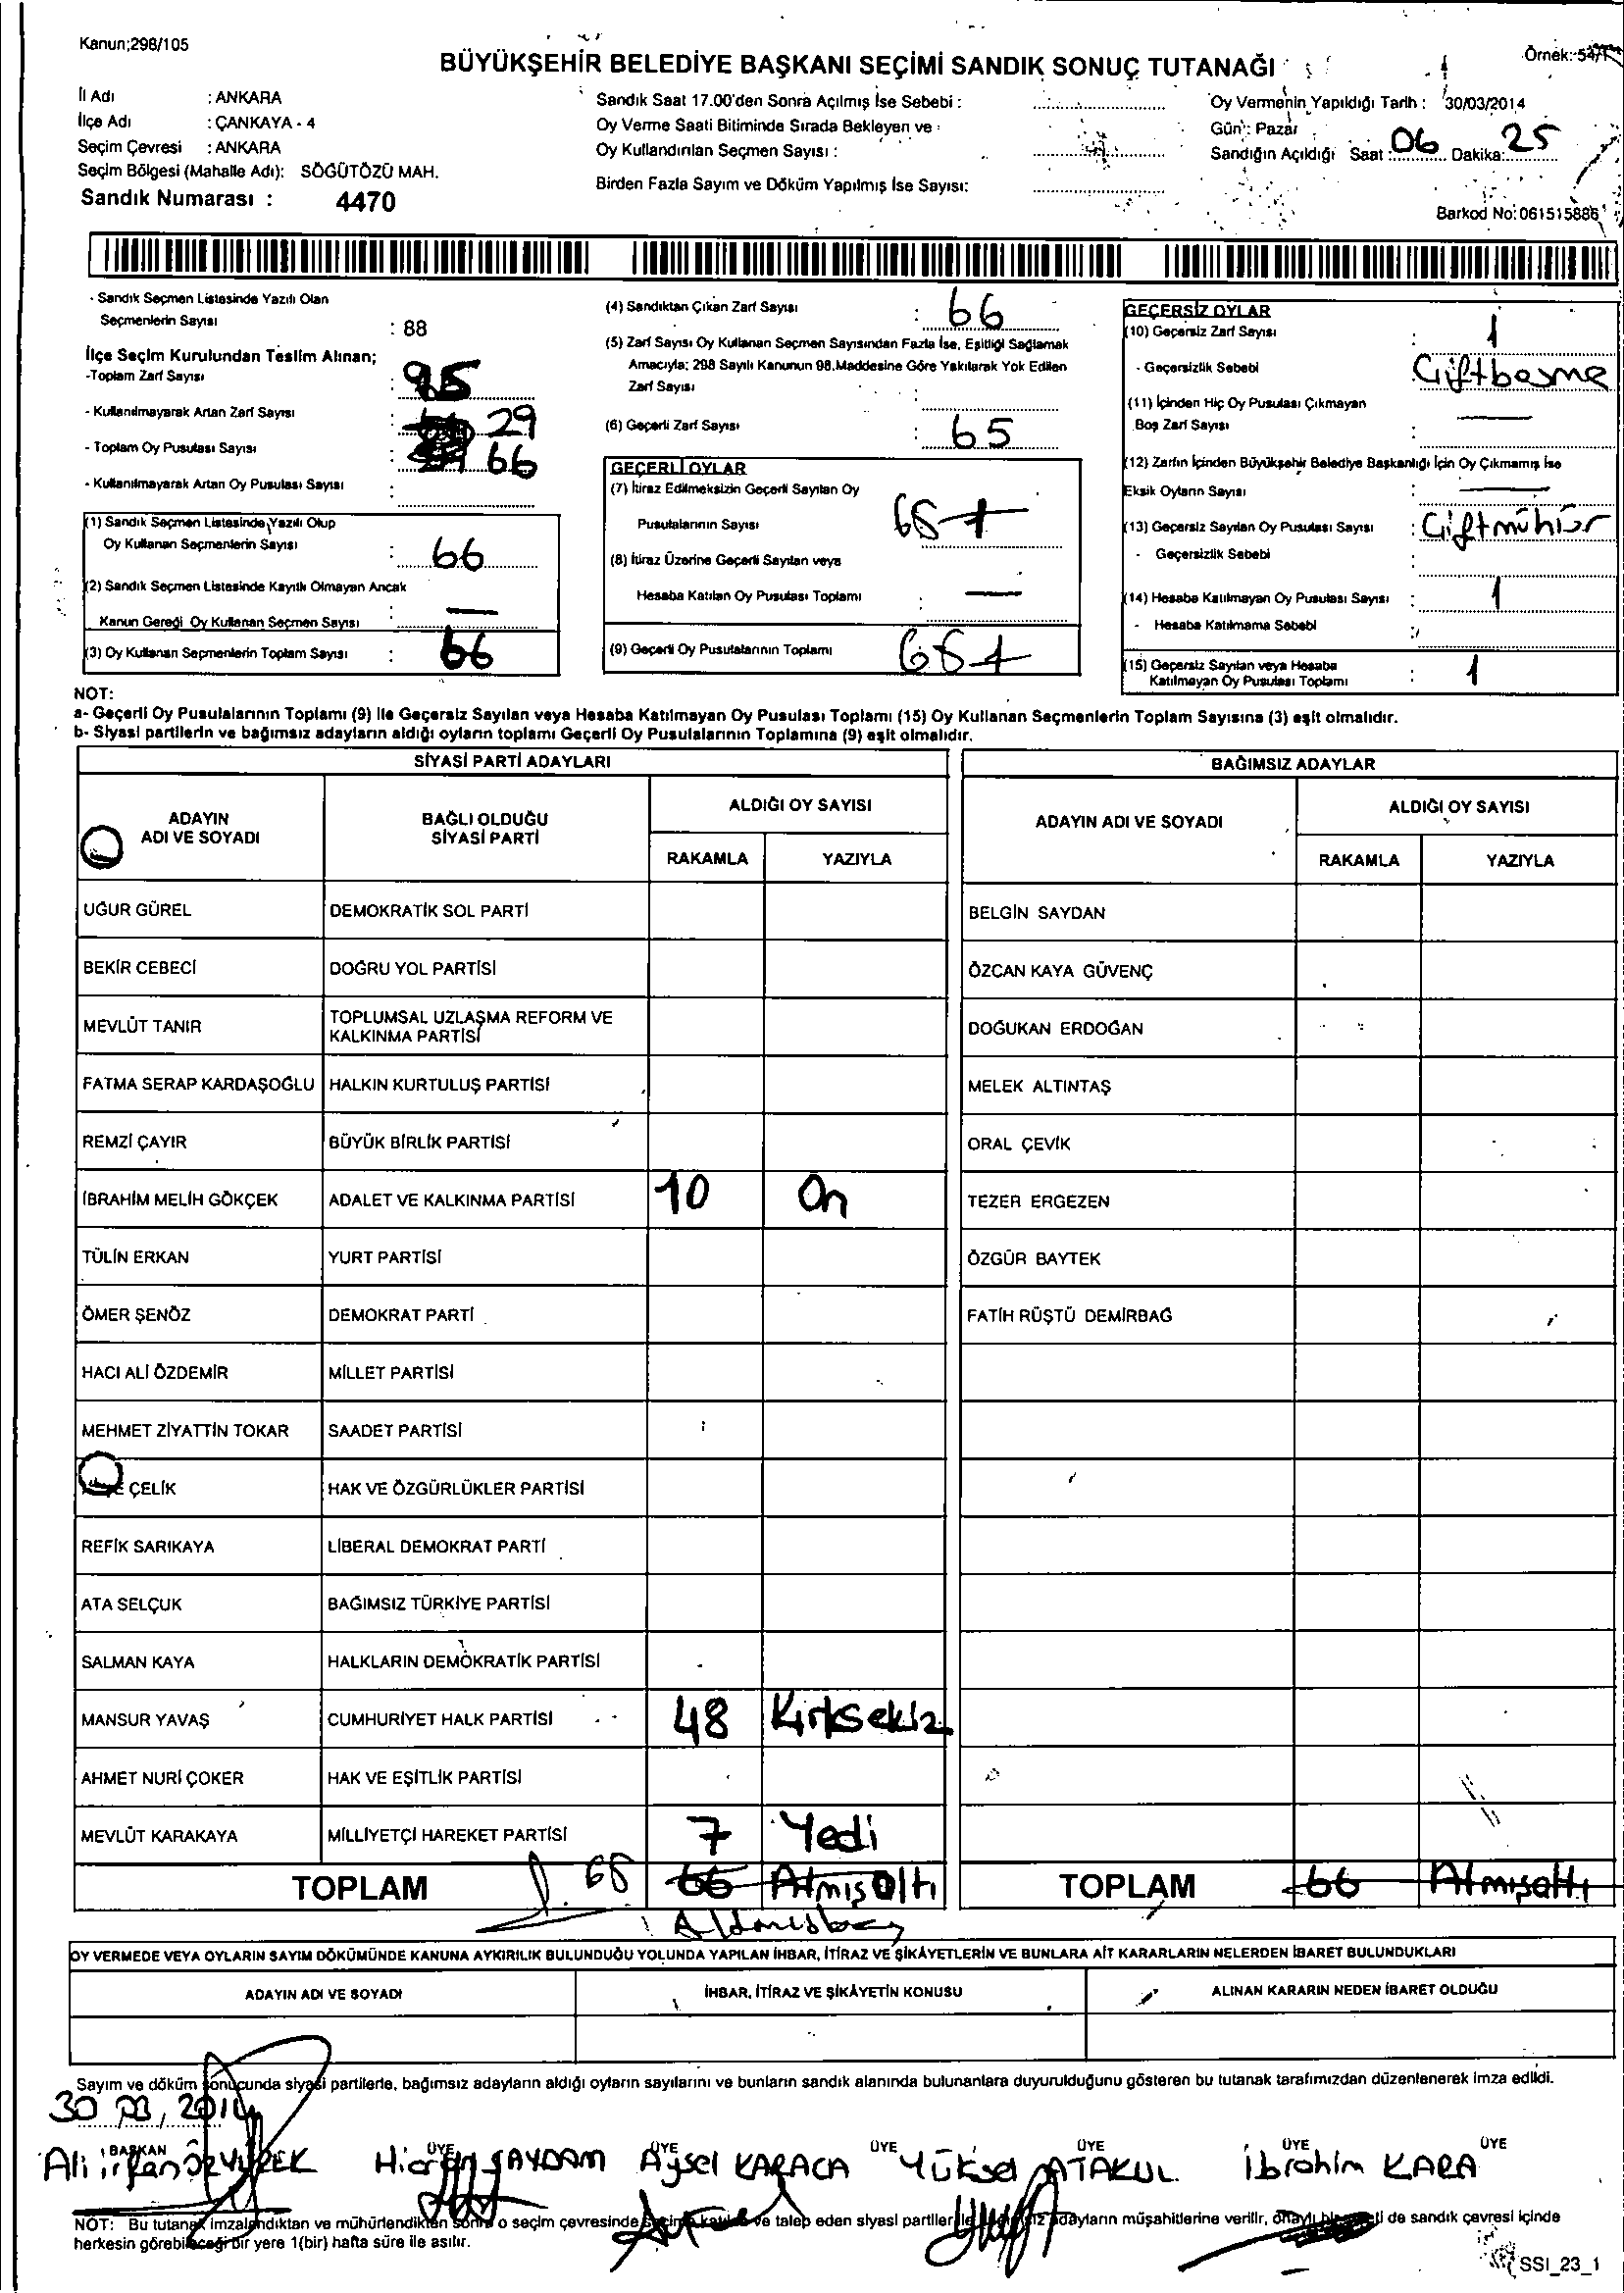 Kanun;298/105
BÜYÜKŞEHİR BELEDİYE BAŞKANI SEÇİMİ SANDIK SONUÇ TUTANAĞI
Örnek: 54/1
İl Adı : ANKARA
İlçe Adı : ÇANKAYA - 4
Seçim Çevresi : ANKARA
Seçim Bölgesi (Mahalle Adı): SÖĞÜTÖZÜ MAH.
Sandık Numarası : 4470
Sandık Saat 17.00'den Sonra Açılmış İse Sebebi :
Oy Verme Saati Bitiminde Sırada Bekleyen ve
Oy Kullandırılan Seçmen Sayısı :
Birden Fazla Sayım ve Döküm Yapılmış İse Sayısı:
Oy Vermenin Yapıldığı Tarih : 30/03/2014
Gün : Pazar
Sandığın Açıldığı Saat : 06 Dakika: 25
Barkod No: 061515886
- Sandık Seçmen Listesinde Yazılı Olan
Seçmenlerin Sayısı : 88
İlçe Seçim Kurulundan Teslim Alınan;
-Toplam Zarf Sayısı : 95
- Kullanılmayarak Artan Zarf Sayısı : 29
- Toplam Oy Pusulası Sayısı : 66
- Kullanılmayarak Artan Oy Pusulası Sayısı :
(1) Sandık Seçmen Listesinde Yazılı Olup
Oy Kullanan Seçmenlerin Sayısı : 66
(2) Sandık Seçmen Listesinde Kayıtlı Olmayan Ancak
Kanun Gereği Oy Kullanan Seçmen Sayısı : —
(3) Oy Kullanan Seçmenlerin Toplam Sayısı : 66
(4) Sandıktan Çıkan Zarf Sayısı : 66
(5) Zarf Sayısı Oy Kullanan Seçmen Sayısından Fazla İse, Eşitliği Sağlamak
Amacıyla; 298 Sayılı Kanunun 98.Maddesine Göre Yakılarak Yok Edilen
Zarf Sayısı :
(6) Geçerli Zarf Sayısı : 65
GEÇERLİ OYLAR
(7) İtiraz Edilmeksizin Geçerli Sayılan Oy
Pusulalarının Sayısı 65
(8) İtiraz Üzerine Geçerli Sayılan veya
Hesaba Katılan Oy Pusulası Toplamı : —
(9) Geçerli Oy Pusulalarının Toplamı 65
GEÇERSİZ OYLAR
(10) Geçersiz Zarf Sayısı : 1
- Geçersizlik Sebebi : Çiftbasma
(11) İçinden Hiç Oy Pusulası Çıkmayan
Boş Zarf Sayısı : —
(12) Zarfın İçinden Büyükşehir Belediye Başkanlığı İçin Oy Çıkmamış İse
Eksik Oyların Sayısı : —
(13) Geçersiz Sayılan Oy Pusulası Sayısı : Çiftmühür
- Geçersizlik Sebebi
(14) Hesaba Katılmayan Oy Pusulası Sayısı : 1
- Hesaba Katılmama Sebebi :
(15) Geçersiz Sayılan veya Hesaba
Katılmayan Oy Pusulası Toplamı : 1
NOT:
a- Geçerli Oy Pusulalarının Toplamı (9) ile Geçersiz Sayılan veya Hesaba Katılmayan Oy Pusulası Toplamı (15) Oy Kullanan Seçmenlerin Toplam Sayısına (3) eşit olmalıdır.
b- Siyasi partilerin ve bağımsız adayların aldığı oyların toplamı Geçerli Oy Pusulalarının Toplamına (9) eşit olmalıdır.
SİYASİ PARTİ ADAYLARI
ADAYIN ADI VE SOYADI
BAĞLI OLDUĞU SİYASİ PARTİ
ALDIĞI OY SAYISI
RAKAMLA YAZIYLA
UĞUR GÜREL DEMOKRATİK SOL PARTİ
BEKİR CEBECİ DOĞRU YOL PARTİSİ
MEVLÜT TANIR TOPLUMSAL UZLAŞMA REFORM VE
KALKINMA PARTİSİ
FATMA SERAP KARDAŞOĞLU HALKIN KURTULUŞ PARTİSİ
REMZİ ÇAYIR BÜYÜK BİRLİK PARTİSİ
İBRAHİM MELİH GÖKÇEK ADALET VE KALKINMA PARTİSİ 10 On
TÜLİN ERKAN YURT PARTİSİ
ÖMER ŞENÖZ DEMOKRAT PARTİ
HACI ALİ ÖZDEMİR MİLLET PARTİSİ
MEHMET ZİYATTİN TOKAR SAADET PARTİSİ
ÇELİK HAK VE ÖZGÜRLÜKLER PARTİSİ
REFİK SARIKAYA LİBERAL DEMOKRAT PARTİ
ATA SELÇUK BAĞIMSIZ TÜRKİYE PARTİSİ
SALMAN KAYA HALKLARIN DEMOKRATİK PARTİSİ
MANSUR YAVAŞ CUMHURİYET HALK PARTİSİ 48 Kırksekiz
AHMET NURİ ÇOKER HAK VE EŞİTLİK PARTİSİ
MEVLÜT KARAKAYA MİLLİYETÇİ HAREKET PARTİSİ 7 Yedi
TOPLAM 65 66 Atmışaltı
Altmışbeş
BAĞIMSIZ ADAYLAR
ADAYIN ADI VE SOYADI
ALDIĞI OY SAYISI
RAKAMLA YAZIYLA
BELGİN SAYDAN
ÖZCAN KAYA GÜVENÇ
DOĞUKAN ERDOĞAN
MELEK ALTINTAŞ
ORAL ÇEVİK
TEZER ERGEZEN
ÖZGÜR BAYTEK
FATİH RÜŞTÜ DEMİRBAĞ
TOPLAM 66 Atmışaltı
OY VERMEDE VEYA OYLARIN SAYIM DÖKÜMÜNDE KANUNA AYKIRILIK BULUNDUĞU YOLUNDA YAPILAN İHBAR, İTİRAZ VE ŞİKÂYETLERİN VE BUNLARA AİT KARARLARIN NELERDEN İBARET BULUNDUKLARI
ADAYIN ADI VE SOYADI İHBAR, İTİRAZ VE ŞİKÂYETİN KONUSU ALINAN KARARIN NEDEN İBARET OLDUĞU
Sayım ve döküm sonucunda siyasi partilerle, bağımsız adayların aldığı oyların sayılarını ve bunların sandık alanında bulunanlara duyurulduğunu gösteren bu tutanak tarafımızdan düzenlenerek imza edildi.
30 03, 2014
BAŞKAN ÜYE ÜYE ÜYE ÜYE ÜYE ÜYE
Ali irfan Hicran SAYDAM Aysel KARACA Yüksel ATAKUL İbrahim KARA
NOT: Bu tutanak imzalandıktan ve mühürlendikten sonra o seçim çevresinde ve talep eden siyasi partiler ile adayların müşahitlerine verilir, de sandık çevresi içinde
herkesin görebileceği bir yere 1(bir) hafta süre ile asılır.
SSI_23_1